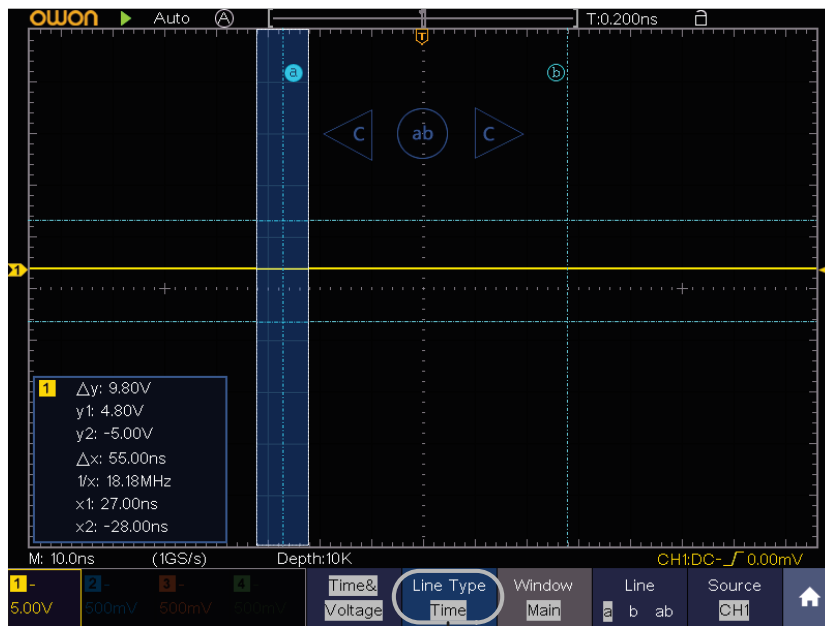 OWON Auto A T:0.200ns
T
a b
C ab C
1
1
△y: 9.80V
y1: 4.80V
y2: -5.00V
△x: 55.00ns
1/x: 18.18MHz
x1: 27.00ns
x2: -28.00ns
M: 10.0ns (1GS/s) Depth:10K CH1:DC- 0.00mV
1 - 2 - 3 - 4 - Time& Line Type Window Line Source
5.00V 500mV 500mV 500mV Voltage Time Main a b ab CH1